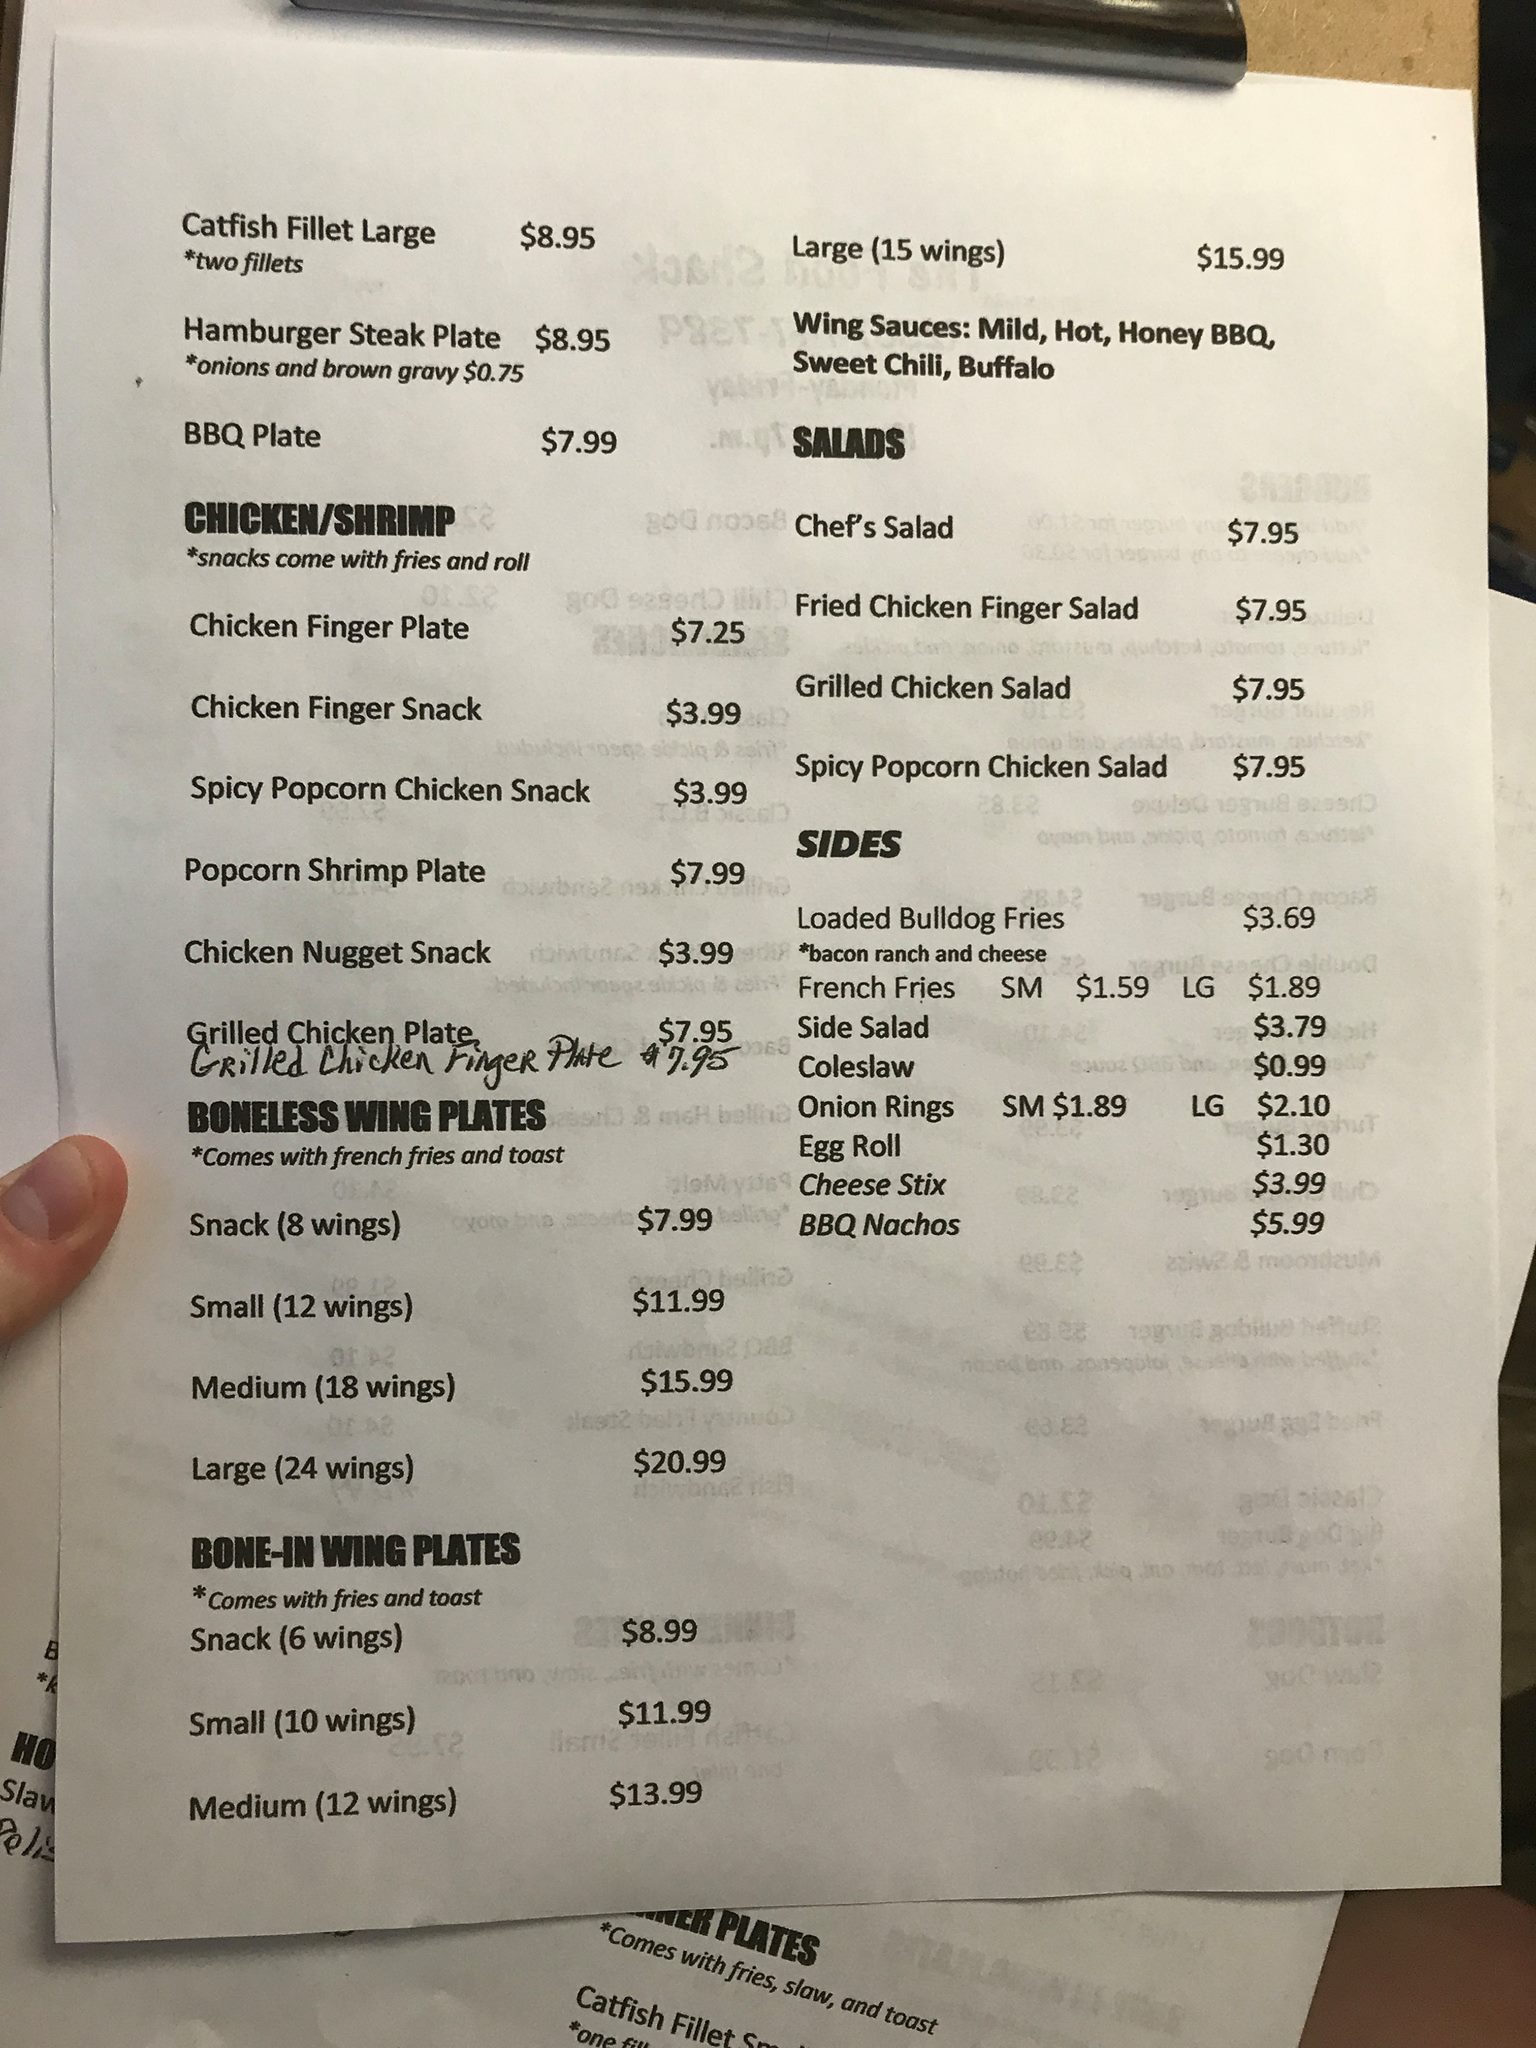 Catfish Fillet Large $8.95
*two fillets
Hamburger Steak Plate $8.95
*onions and brown gravy $0.75
BBQ Plate $7.99
CHICKEN/SHRIMP
*snacks come with fries and roll
Chicken Finger Plate $7.25
Chicken Finger Snack $3.99
Spicy Popcorn Chicken Snack $3.99
Popcorn Shrimp Plate $7.99
Chicken Nugget Snack $3.99
Grilled Chicken Plate $7.95
Grilled Chicken Finger Plate $7.95
BONELESS WING PLATES
*Comes with french fries and toast
Snack (8 wings) $7.99
Small (12 wings) $11.99
Medium (18 wings) $15.99
Large (24 wings) $20.99
BONE-IN WING PLATES
*Comes with fries and toast
Snack (6 wings) $8.99
Small (10 wings) $11.99
Medium (12 wings) $13.99
Large (15 wings) $15.99
Wing Sauces: Mild, Hot, Honey BBQ,
Sweet Chili, Buffalo
SALADS
Chef's Salad $7.95
Fried Chicken Finger Salad $7.95
Grilled Chicken Salad $7.95
Spicy Popcorn Chicken Salad $7.95
SIDES
Loaded Bulldog Fries $3.69
*bacon ranch and cheese
French Fries SM $1.59 LG $1.89
Side Salad $3.79
Coleslaw $0.99
Onion Rings SM $1.89 LG $2.10
Egg Roll $1.30
Cheese Stix $3.99
BBQ Nachos $5.99
HO
Slaw
PLATES
*Comes with fries, slaw, and toast
Catfish Fillet
*one